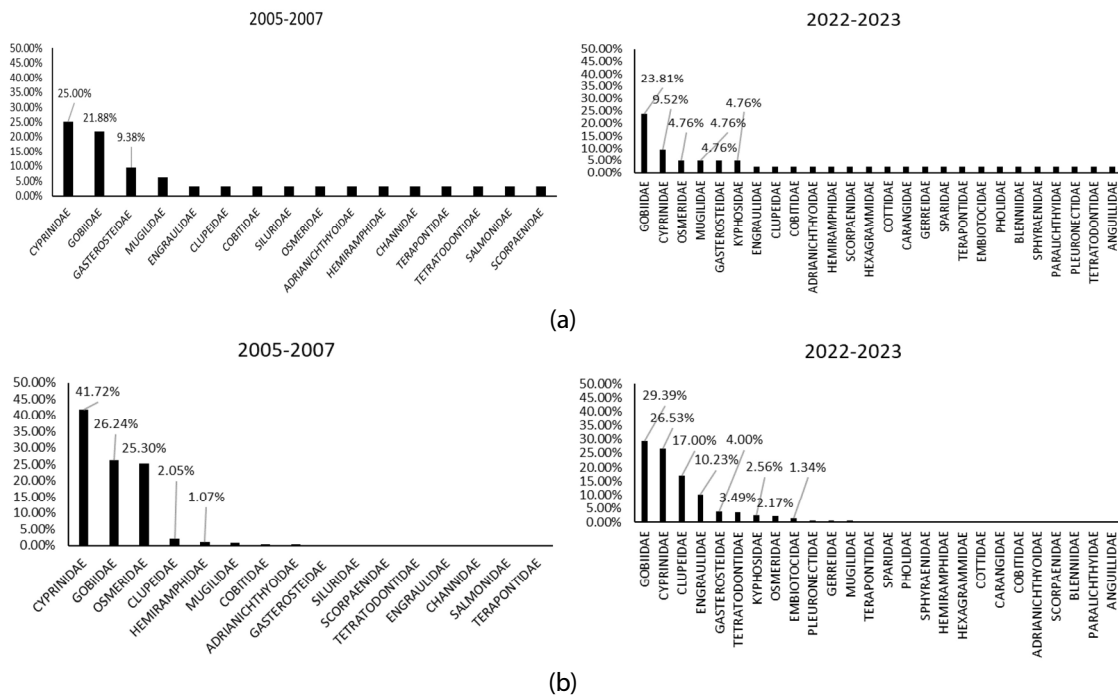 2005-2007
50.00%
45.00%
40.00%
35.00%
30.00%
25.00%
20.00%
15.00%
10.00%
5.00%
0.00%
25.00%
21.88%
9.38%
CYPRINIDAE
GOBIIDAE
GASTEROSTEIDAE
MUGILIDAE
ENGRAULIDAE
CLUPEIDAE
COBITIDAE
SILURIDAE
OSMERIDAE
ADRIANICHTHYOIDAE
HEMIRAMPHIDAE
CHANNIDAE
TERAPONTIDAE
TETRATODONTIDAE
SALMONIDAE
SCORPAENIDAE
2022-2023
50.00%
45.00%
40.00%
35.00%
30.00%
25.00%
20.00%
15.00%
10.00%
5.00%
0.00%
23.81%
9.52%
4.76%
4.76%
4.76%
4.76%
GOBIIDAE
CYPRINIDAE
OSMERIDAE
MUGILIDAE
GASTEROSTEIDAE
KYPHOSIDAE
ENGRAULIDAE
CLUPEIDAE
COBITIDAE
ADRIANICHTHYOIDAE
HEMIRAMPHIDAE
SCORPAENIDAE
HEXAGRAMMIDAE
COTTIDAE
CARANGIDAE
GERREIDAE
SPARIDAE
TERAPONTIDAE
EMBIOTOCIDAE
PHOLIDAE
BLENNIIDAE
SPHYRAENIDAE
PARALICHTHYIDAE
PLEURONECTIDAE
TETRATODONTIDAE
ANGUILLIDAE
(a)
2005-2007
50.00%
45.00%
40.00%
35.00%
30.00%
25.00%
20.00%
15.00%
10.00%
5.00%
0.00%
41.72%
26.24%
25.30%
2.05%
1.07%
CYPRINIDAE
GOBIIDAE
OSMERIDAE
CLUPEIDAE
HEMIRAMPHIDAE
MUGILIDAE
COBITIDAE
ADRIANICHTHYOIDAE
GASTEROSTEIDAE
SILURIDAE
SCORPAENIDAE
TETRATODONTIDAE
ENGRAULIDAE
CHANNIDAE
SALMONIDAE
TERAPONTIDAE
2022-2023
50.00%
45.00%
40.00%
35.00%
30.00%
25.00%
20.00%
15.00%
10.00%
5.00%
0.00%
29.39%
26.53%
17.00%
10.23%
4.00%
3.49%
2.56%
2.17%
1.34%
GOBIIDAE
CYPRINIDAE
CLUPEIDAE
ENGRAULIDAE
GASTEROSTEIDAE
TETRATODONTIDAE
KYPHOSIDAE
OSMERIDAE
EMBIOTOCIDAE
PLEURONECTIDAE
GERREIDAE
MUGILIDAE
TERAPONTIDAE
SPARIDAE
PHOLIDAE
SPHYRAENIDAE
HEMIRAMPHIDAE
HEXAGRAMMIDAE
COTTIDAE
CARANGIDAE
COBITIDAE
ADRIANICHTHYOIDAE
SCORPAENIDAE
BLENNIIDAE
PARALICHTHYIDAE
ANGUILLIDAE
(b)